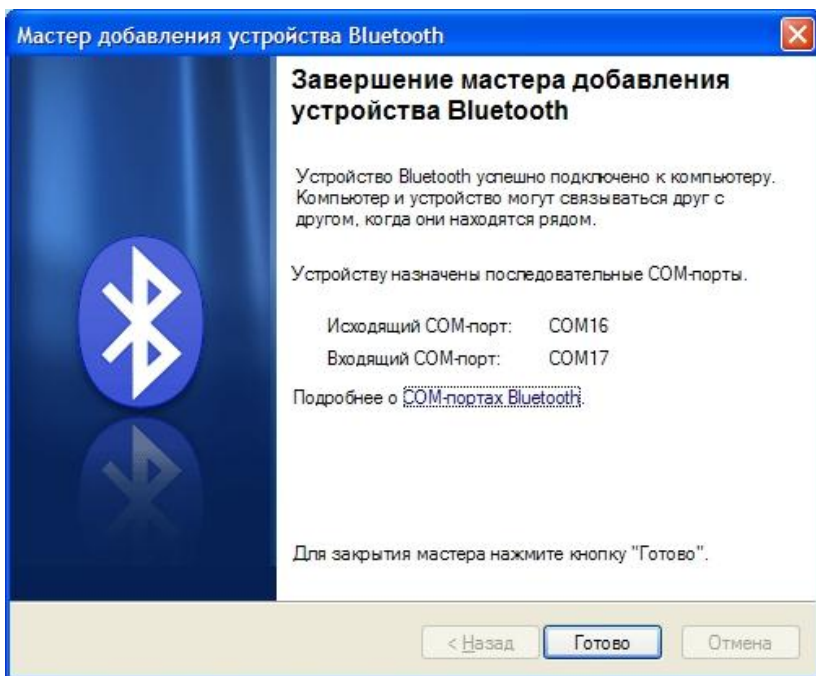 Мастер добавления устройства Bluetooth
Завершение мастера добавления
устройства Bluetooth
Устройство Bluetooth успешно подключено к компьютеру.
Компьютер и устройство могут связываться друг с
другом, когда они находятся рядом.
Устройству назначены последовательные COM-порты.
Исходящий COM-порт: COM16
Входящий COM-порт: COM17
Подробнее о COM-портах Bluetooth.
Для закрытия мастера нажмите кнопку "Готово".
< Назад Готово Отмена